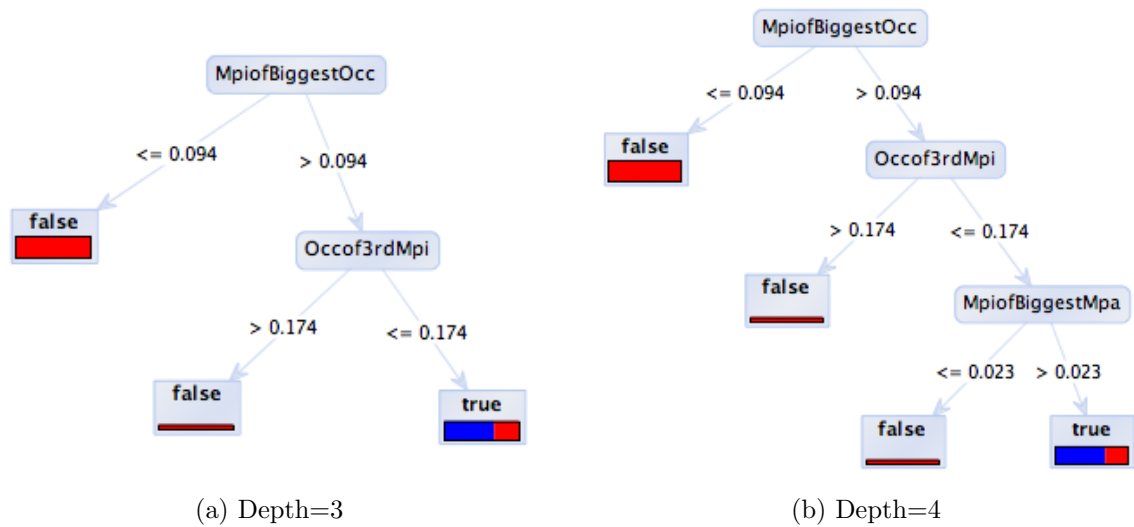 MpiofBiggestOcc
<= 0.094
> 0.094
false
Occof3rdMpi
> 0.174
<= 0.174
false
true
(a) Depth=3
MpiofBiggestOcc
<= 0.094
> 0.094
false
Occof3rdMpi
> 0.174
<= 0.174
false
MpiofBiggestMpa
<= 0.023
> 0.023
false
true
(b) Depth=4